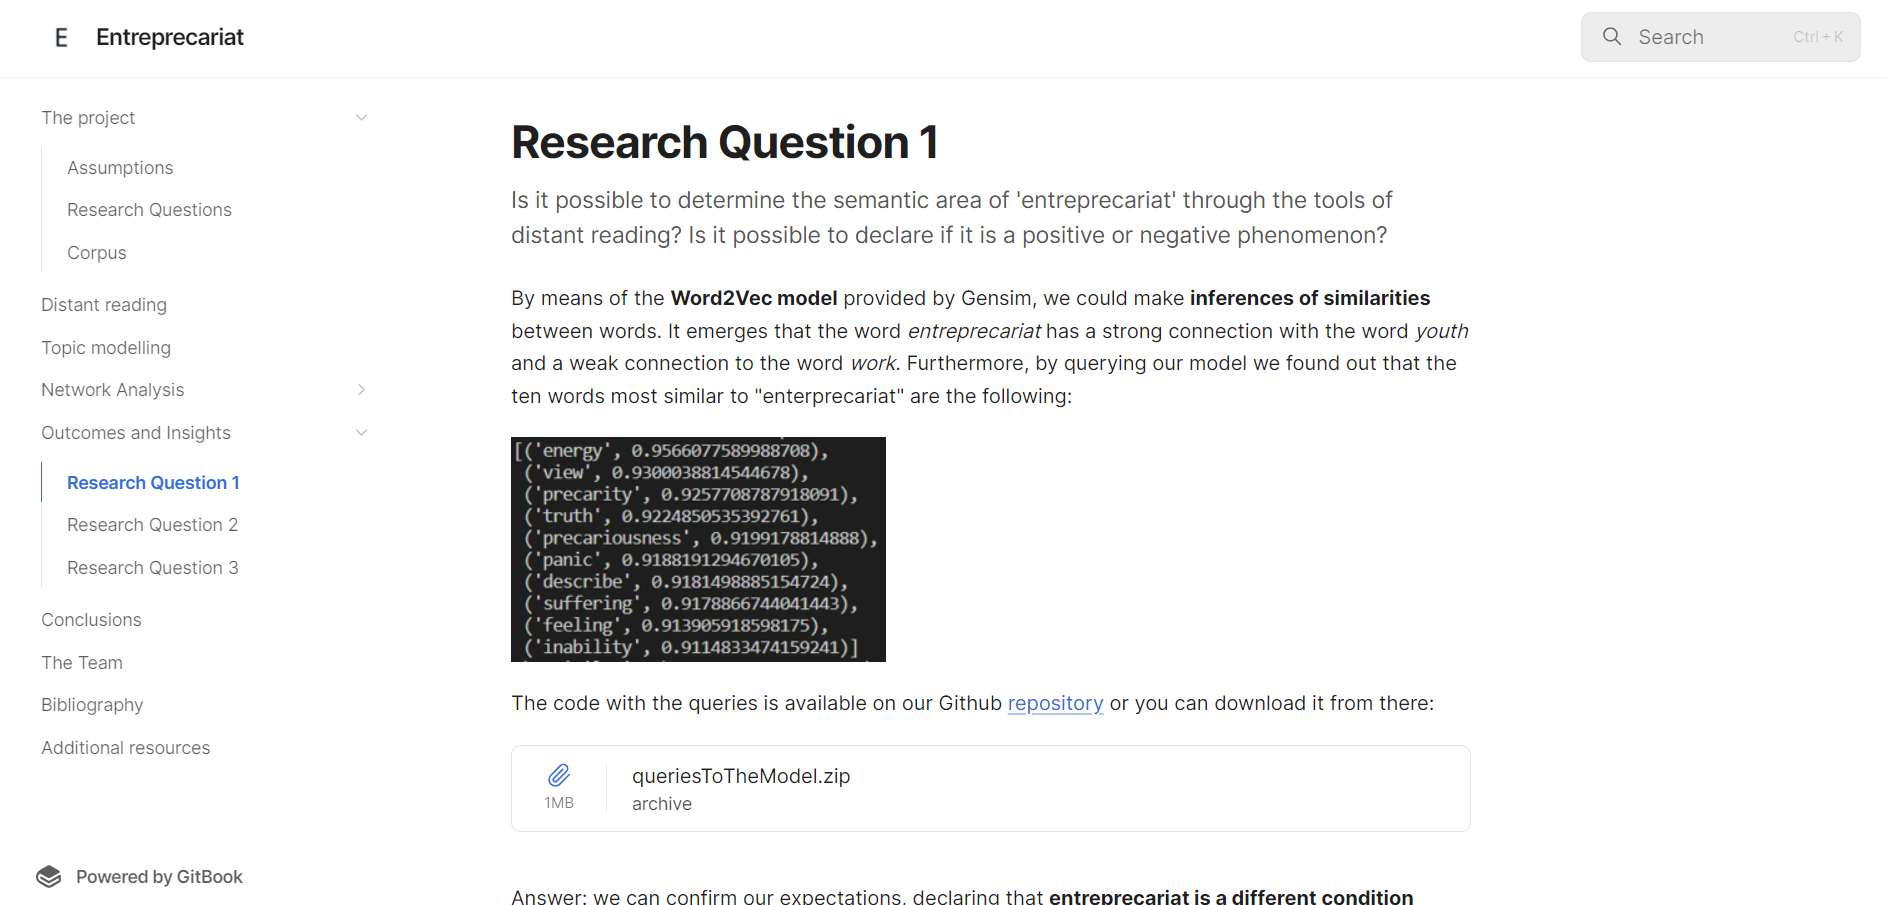 E Entreprecariat
Search Ctrl + K
The project
Assumptions
Research Questions
Corpus
Distant reading
Topic modelling
Network Analysis
Outcomes and Insights
Research Question 1
Research Question 2
Research Question 3
Conclusions
The Team
Bibliography
Additional resources
Powered by GitBook
Research Question 1
Is it possible to determine the semantic area of 'entreprecariat' through the tools of
distant reading? Is it possible to declare if it is a positive or negative phenomenon?
By means of the Word2Vec model provided by Gensim, we could make inferences of similarities
between words. It emerges that the word entreprecariat has a strong connection with the word youth
and a weak connection to the word work. Furthermore, by querying our model we found out that the
ten words most similar to "enterprecariat" are the following:
[('energy', 0.9566077589988708),
('view', 0.9300038814544678),
('precarity', 0.9257708787918091),
('truth', 0.9224850535392761),
('precariousness', 0.9199178814888),
('panic', 0.9188191294670105),
('describe', 0.9181498885154724),
('suffering', 0.9178866744041443),
('feeling', 0.913905918598175),
('inability', 0.9114833474159241)]
The code with the queries is available on our Github repository or you can download it from there:
queriesToTheModel.zip
1MB
archive
Answer: we can confirm our expectations, declaring that entreprecariat is a different condition